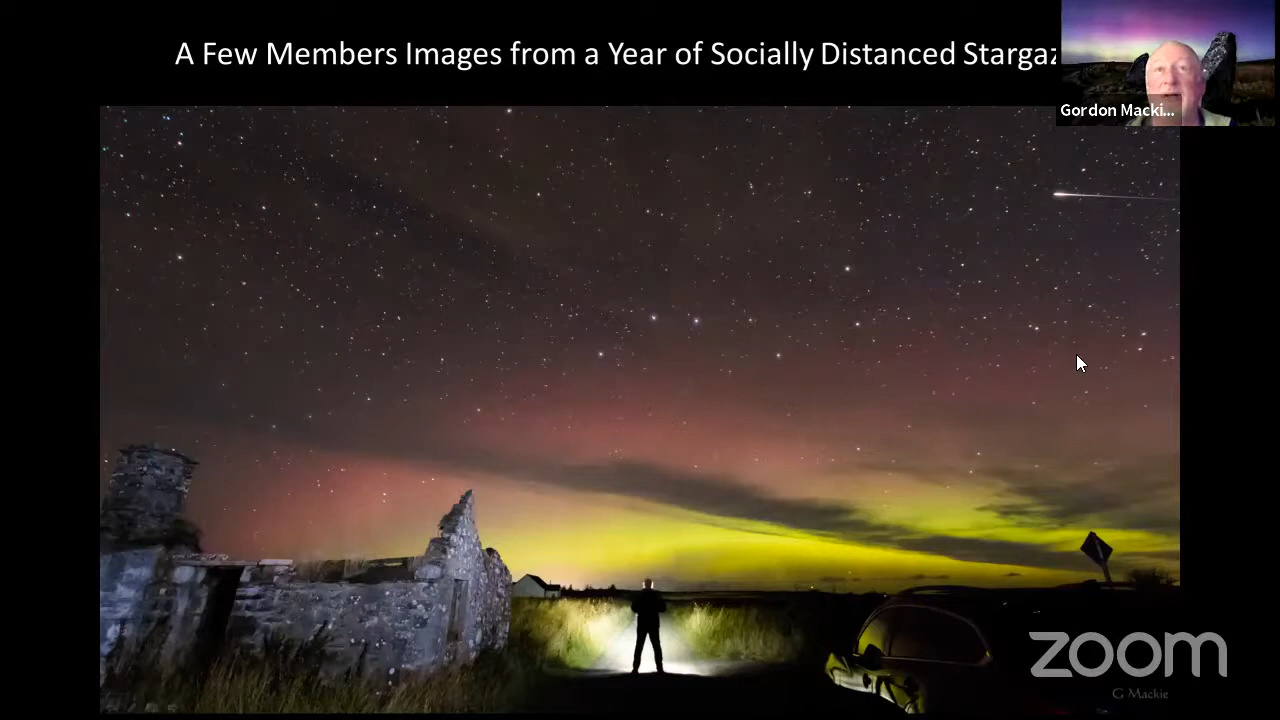 A Few Members Images from a Year of Socially Distanced Stargaz
Gordon Macki...
zoom
G Mackie